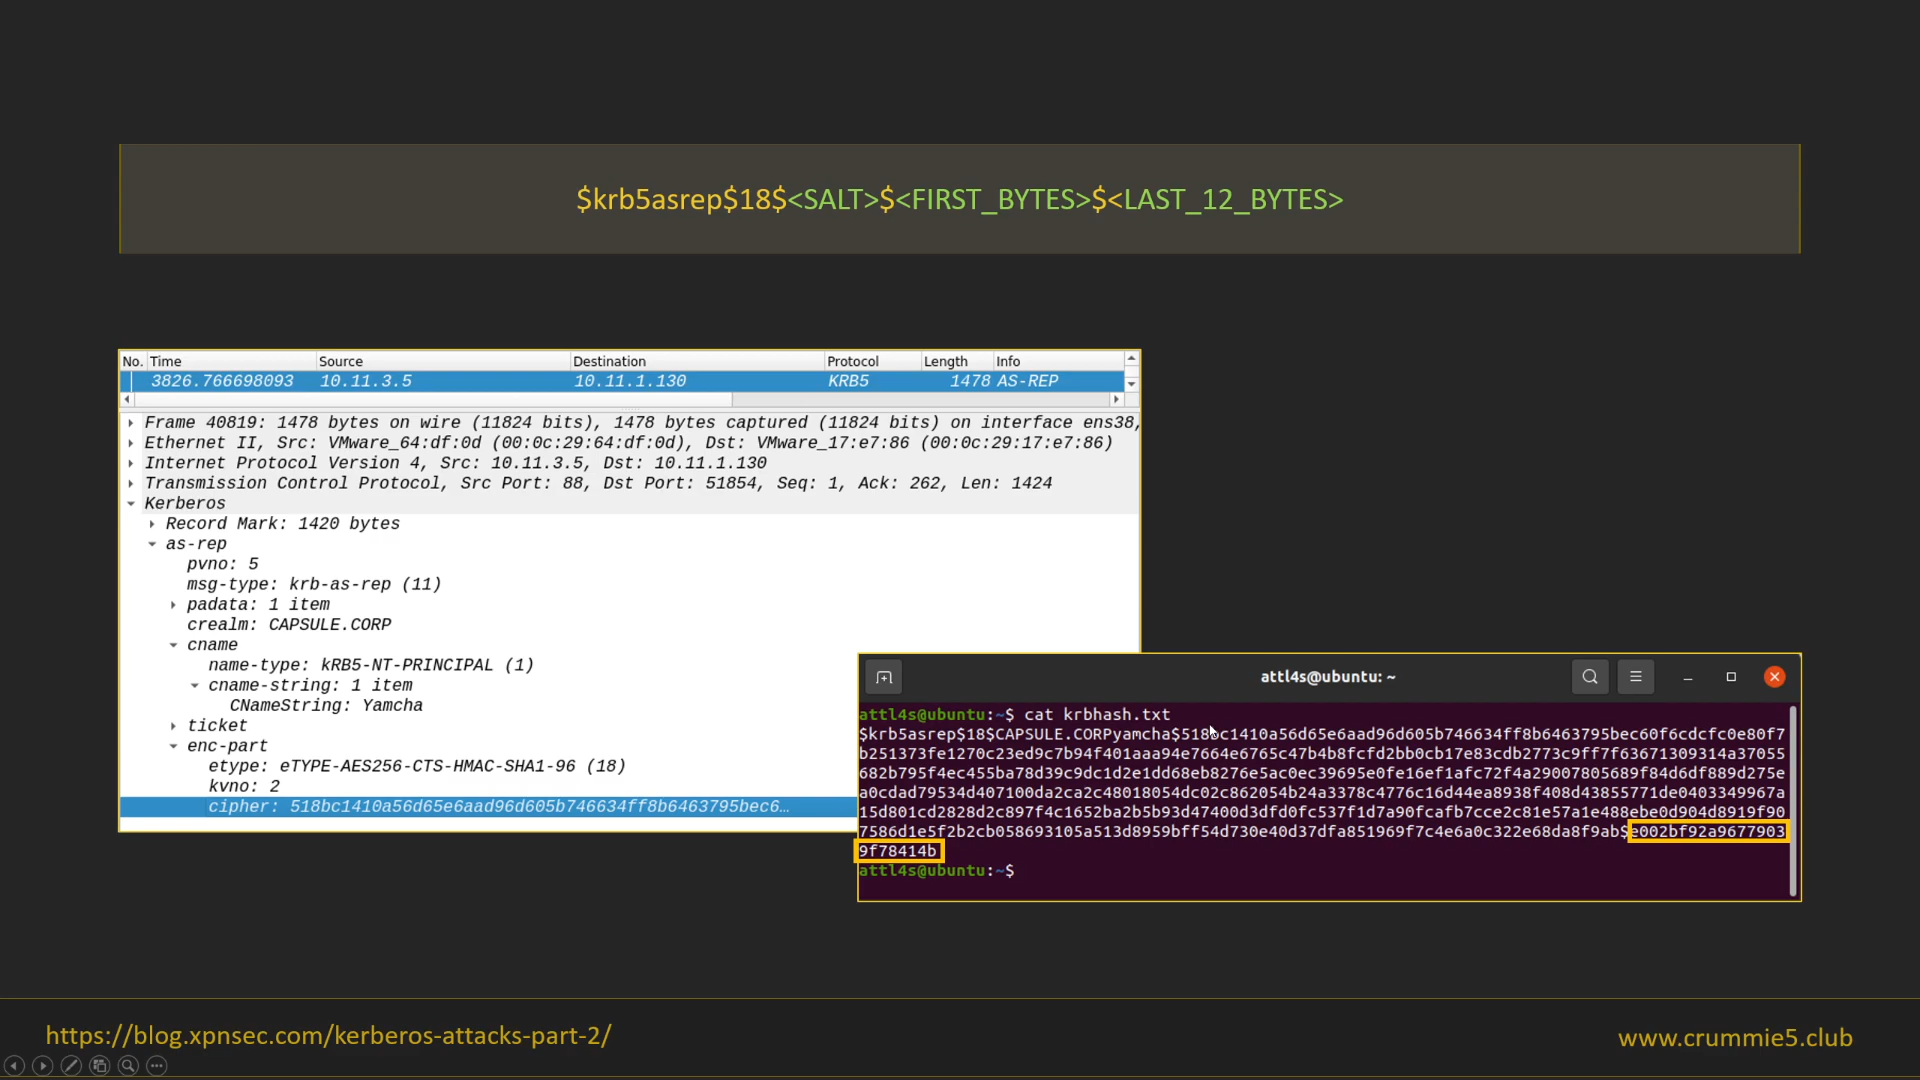 $krb5asrep$18$<SALT>$<FIRST_BYTES>$<LAST_12_BYTES>
No. Time Source Destination Protocol Length Info
3826.766698093 10.11.3.5 10.11.1.130 KRB5 1478 AS-REP
Frame 40819: 1478 bytes on wire (11824 bits), 1478 bytes captured (11824 bits) on interface ens38,
Ethernet II, Src: VMware_64:df:0d (00:0c:29:64:df:0d), Dst: VMware_17:e7:86 (00:0c:29:17:e7:86)
Internet Protocol Version 4, Src: 10.11.3.5, Dst: 10.11.1.130
Transmission Control Protocol, Src Port: 88, Dst Port: 51854, Seq: 1, Ack: 262, Len: 1424
Kerberos
Record Mark: 1420 bytes
as-rep
pvno: 5
msg-type: krb-as-rep (11)
padata: 1 item
crealm: CAPSULE.CORP
cname
name-type: kRB5-NT-PRINCIPAL (1)
cname-string: 1 item
CNameString: Yamcha
ticket
enc-part
etype: eTYPE-AES256-CTS-HMAC-SHA1-96 (18)
kvno: 2
cipher: 518bc1410a56d65e6aad96d605b746634ff8b6463795bec6…
attl4s@ubuntu: ~
attl4s@ubuntu:~$ cat krbhash.txt
$krb5asrep$18$CAPSULE.CORPyamcha$518bc1410a56d65e6aad96d605b746634ff8b6463795bec60f6cdcfc0e80f7
b251373fe1270c23ed9c7b94f401aaa94e7664e6765c47b4b8fcfd2bb0cb17e83cdb2773c9ff7f63671309314a37055
682b795f4ec455ba78d39c9dc1d2e1dd68eb8276e5ac0ec39695e0fe16ef1afc72f4a29007805689f84d6df889d275e
a0cdad79534d407100da2ca2c48018054dc02c862054b24a3378c4776c16d44ea8938f408d43855771de0403349967a
15d801cd2828d2c897f4c1652ba2b5b93d47400d3dfd0fc537f1d7a90fcafb7cce2c81e57a1e488ebe0d904d8919f90
7586d1e5f2b2cb058693105a513d8959bff54d730e40d37dfa851969f7c4e6a0c322e68da8f9ab$e002bf92a9677903
9f78414b
attl4s@ubuntu:~$
https://blog.xpnsec.com/kerberos-attacks-part-2/
www.crummie5.club